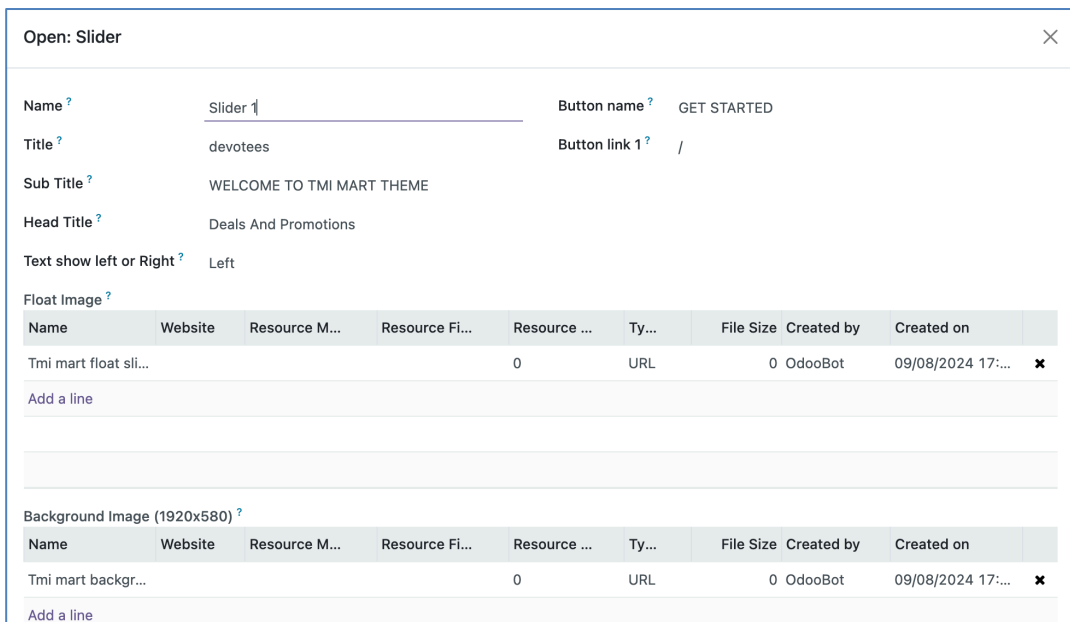 Open: Slider
Name ? Slider 1 Button name ? GET STARTED
Title ? devotees Button link 1 ? /
Sub Title ? WELCOME TO TMI MART THEME
Head Title ? Deals And Promotions
Text show left or Right ? Left
Float Image ?
Name Website Resource M... Resource Fi... Resource ... Ty... File Size Created by Created on
Tmi mart float sli... 0 URL 0 OdooBot 09/08/2024 17:...
Add a line
Background Image (1920x580) ?
Name Website Resource M... Resource Fi... Resource ... Ty... File Size Created by Created on
Tmi mart backgr... 0 URL 0 OdooBot 09/08/2024 17:...
Add a line